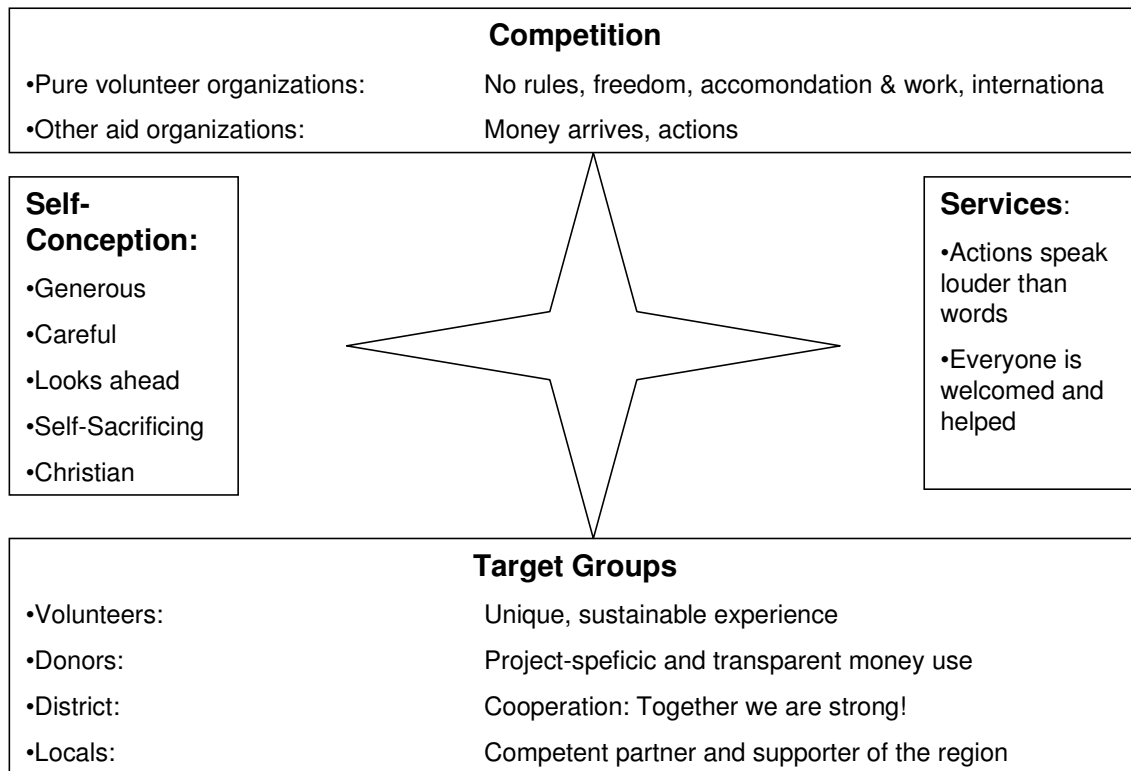 Competition
•Pure volunteer organizations: No rules, freedom, accomondation & work, internationa
•Other aid organizations: Money arrives, actions
Self-
Conception:
•Generous
•Careful
•Looks ahead
•Self-Sacrificing
•Christian
Services:
•Actions speak
louder than
words
•Everyone is
welcomed and
helped
Target Groups
•Volunteers: Unique, sustainable experience
•Donors: Project-speficic and transparent money use
•District: Cooperation: Together we are strong!
•Locals: Competent partner and supporter of the region